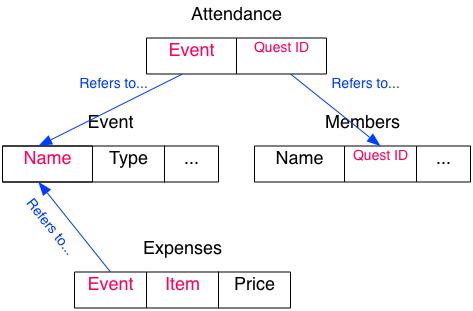 Attendance
Event Quest ID
Refers to... Refers to...
Event Members
Name Type ... Name Quest ID ...
Refers to...
Expenses
Event Item Price